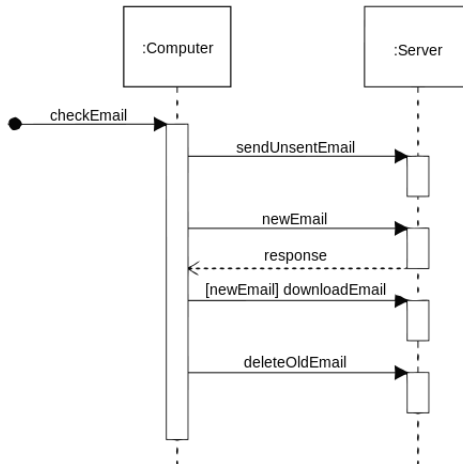 :Computer
:Server
checkEmail
sendUnsentEmail
newEmail
response
[newEmail] downloadEmail
deleteOldEmail